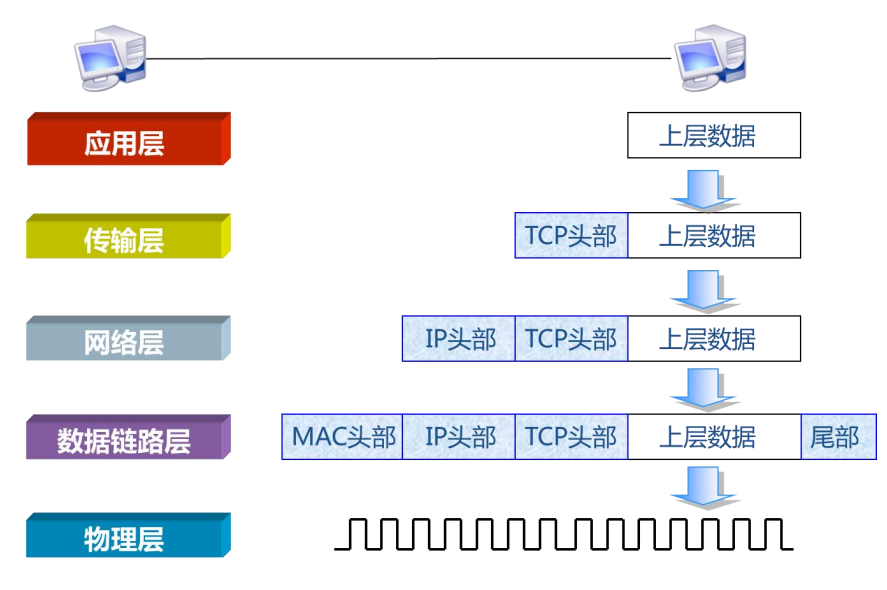 应用层
上层数据
传输层
TCP头部 上层数据
网络层
IP头部 TCP头部 上层数据
数据链路层
MAC头部 IP头部 TCP头部 上层数据 尾部
物理层